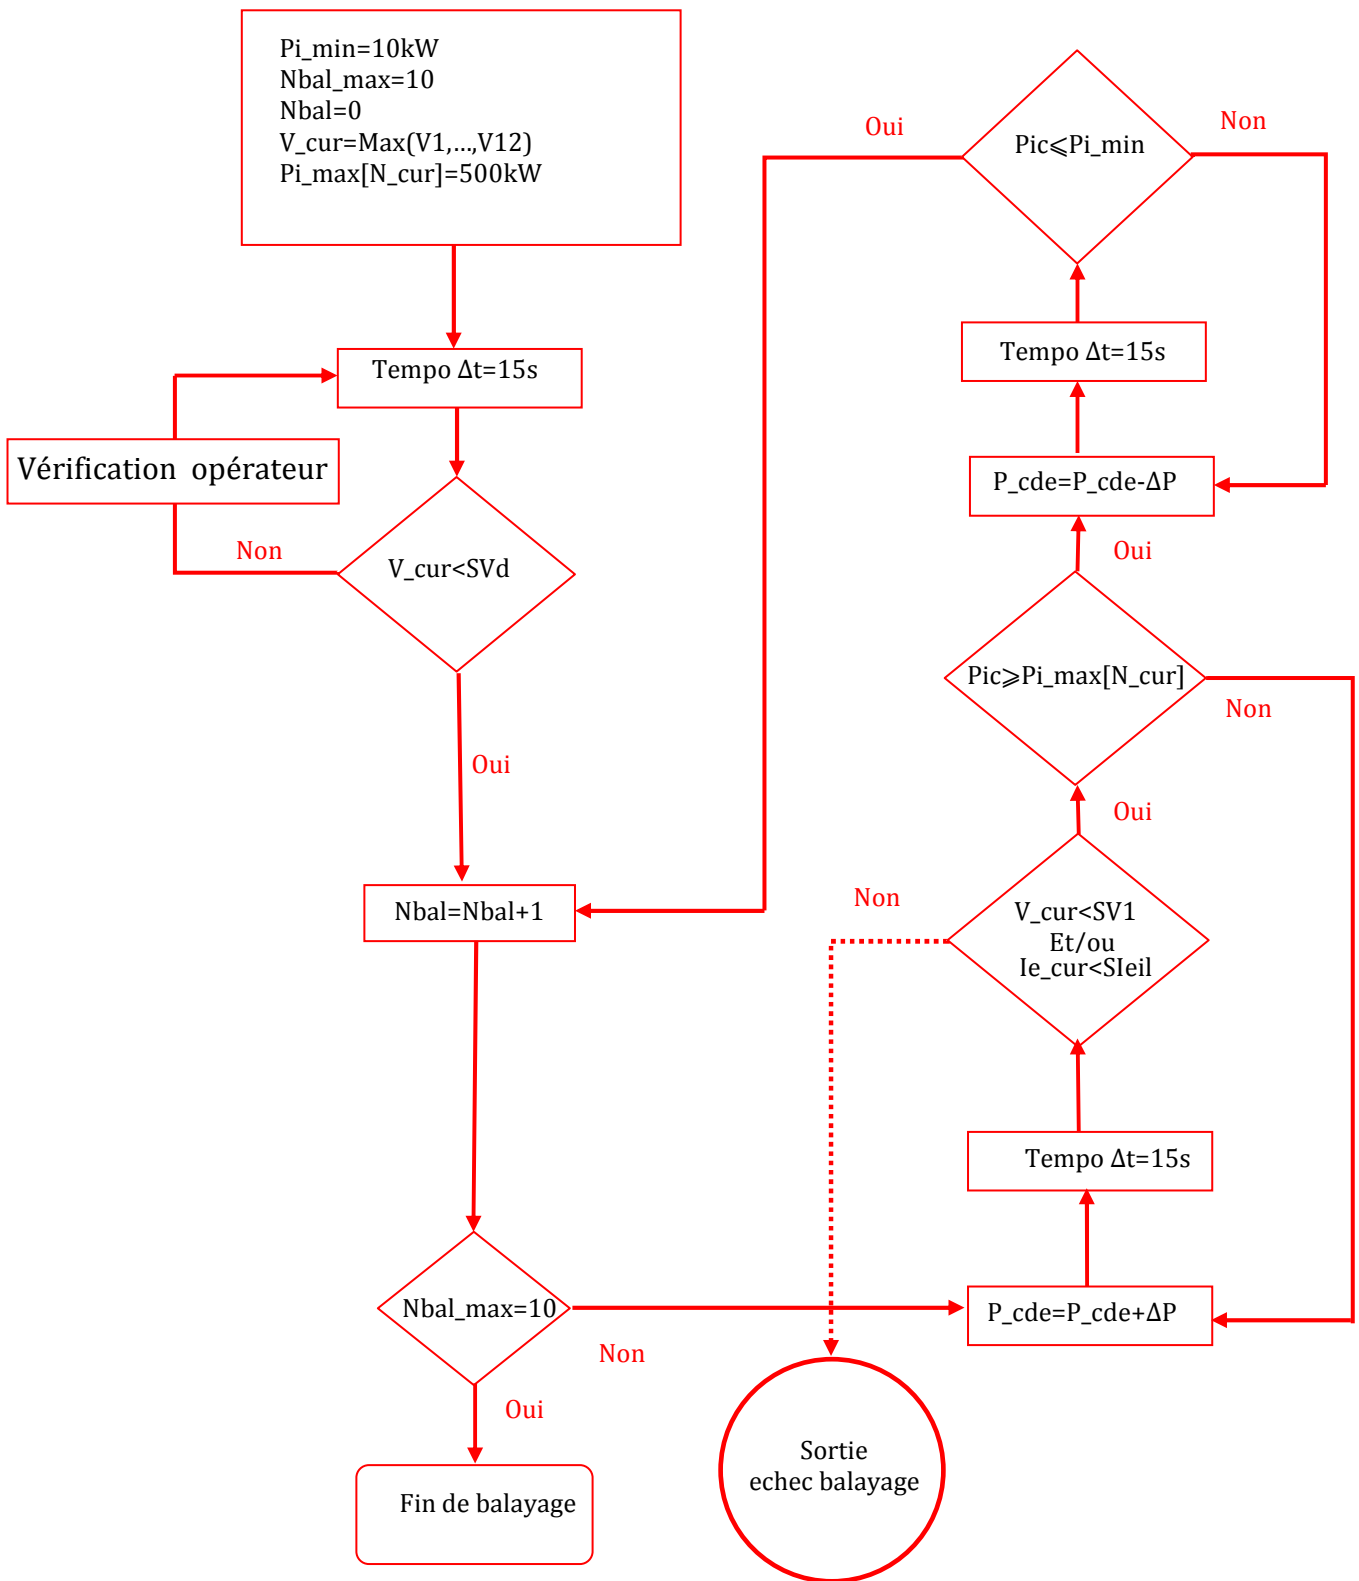 Pi_min=10kW
Nbal_max=10
Nbal=0
V_cur=Max(V1,...,V12)
Pi_max[N_cur]=500kW
Tempo Δt=15s
Vérification opérateur
Non
V_cur<SVd
Oui
Nbal=Nbal+1
Nbal_max=10
Non
Oui
Fin de balayage
Oui
Pic⩽Pi_min
Non
Tempo Δt=15s
P_cde=P_cde-ΔP
Oui
Pic⩾Pi_max[N_cur]
Non
Oui
Non
V_cur<SV1
Et/ou
Ie_cur<SIeil
Tempo Δt=15s
P_cde=P_cde+ΔP
Sortie
echec balayage